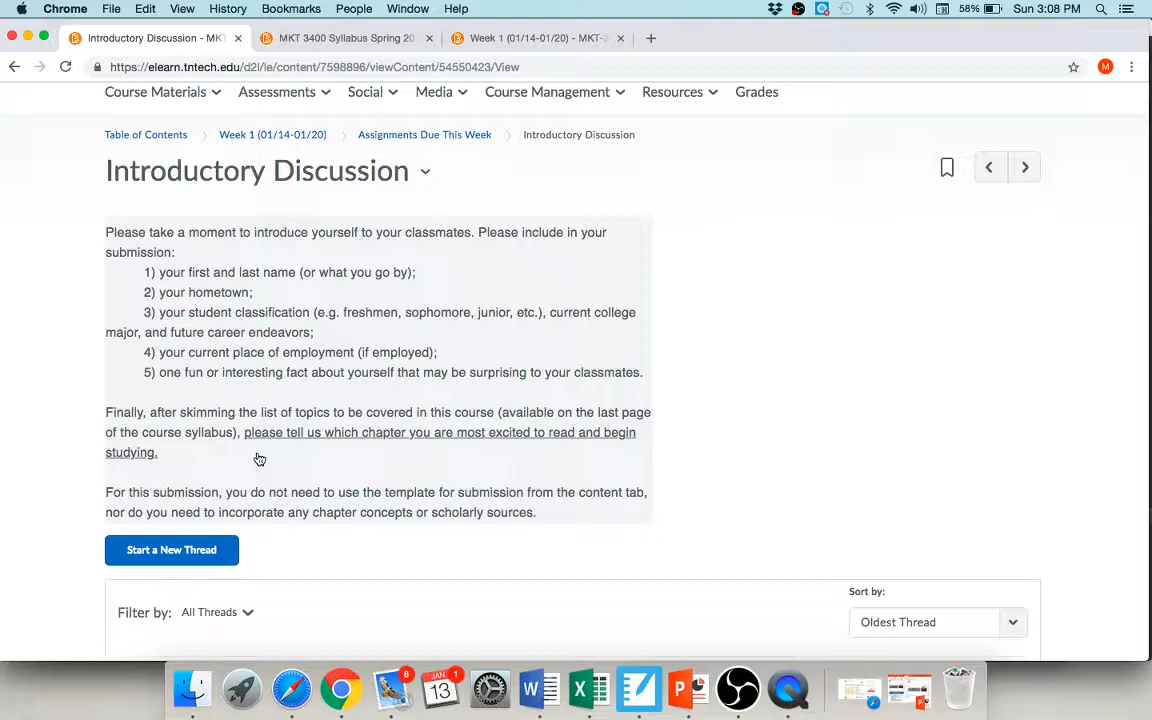 Chrome File Edit View History Bookmarks People Window Help 58% Sun 3:08 PM
Introductory Discussion - MKT MKT 3400 Syllabus Spring 20 Week 1 (01/14-01/20) - MKT-3
https://elearn.tntech.edu/d2l/le/content/7598896/viewContent/54550423/View M
Course Materials Assessments Social Media Course Management Resources Grades
Table of Contents Week 1 (01/14-01/20) Assignments Due This Week Introductory Discussion
Introductory Discussion
Please take a moment to introduce yourself to your classmates. Please include in your
submission:
1) your first and last name (or what you go by);
2) your hometown;
3) your student classification (e.g. freshmen, sophomore, junior, etc.), current college
major, and future career endeavors;
4) your current place of employment (if employed);
5) one fun or interesting fact about yourself that may be surprising to your classmates.
Finally, after skimming the list of topics to be covered in this course (available on the last page
of the course syllabus), please tell us which chapter you are most excited to read and begin
studying.
For this submission, you do not need to use the template for submission from the content tab,
nor do you need to incorporate any chapter concepts or scholarly sources.
Start a New Thread
Sort by:
Filter by: All Threads
Oldest Thread
8 JAN 13 1 W X P